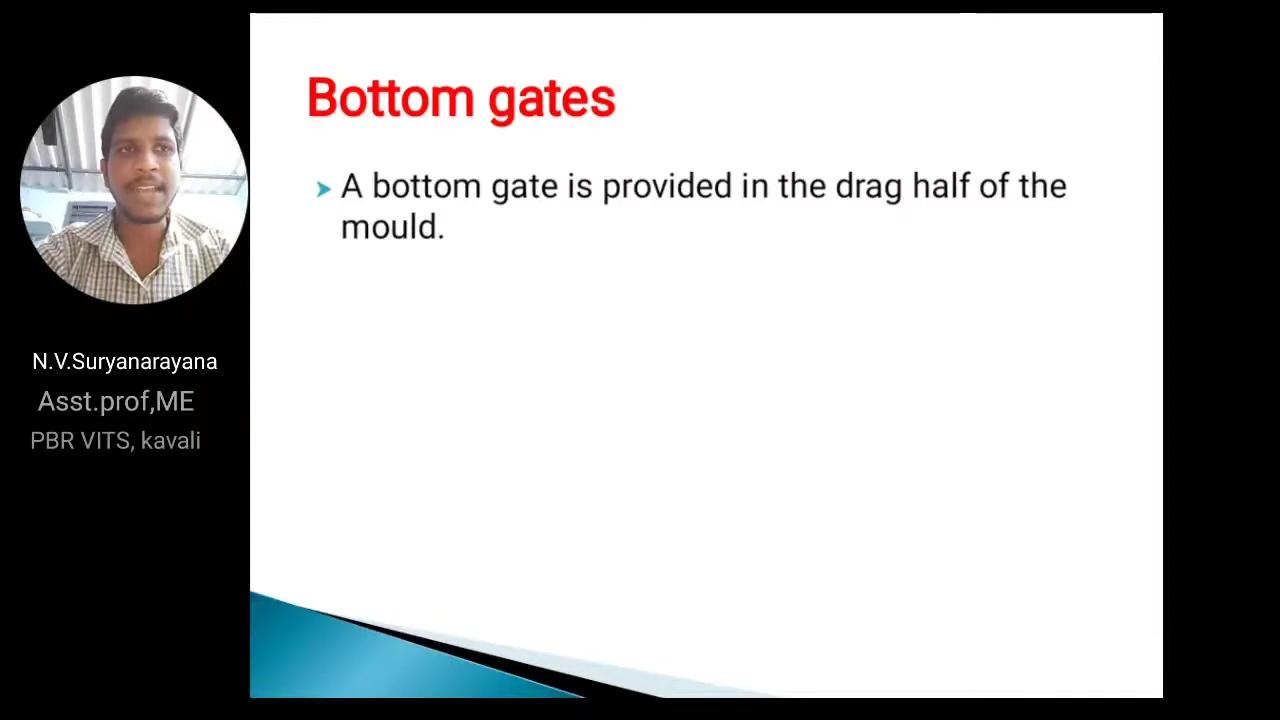 Bottom gates
A bottom gate is provided in the drag half of the
mould.
N.V.Suryanarayana
Asst.prof,ME
PBR VITS, kavali